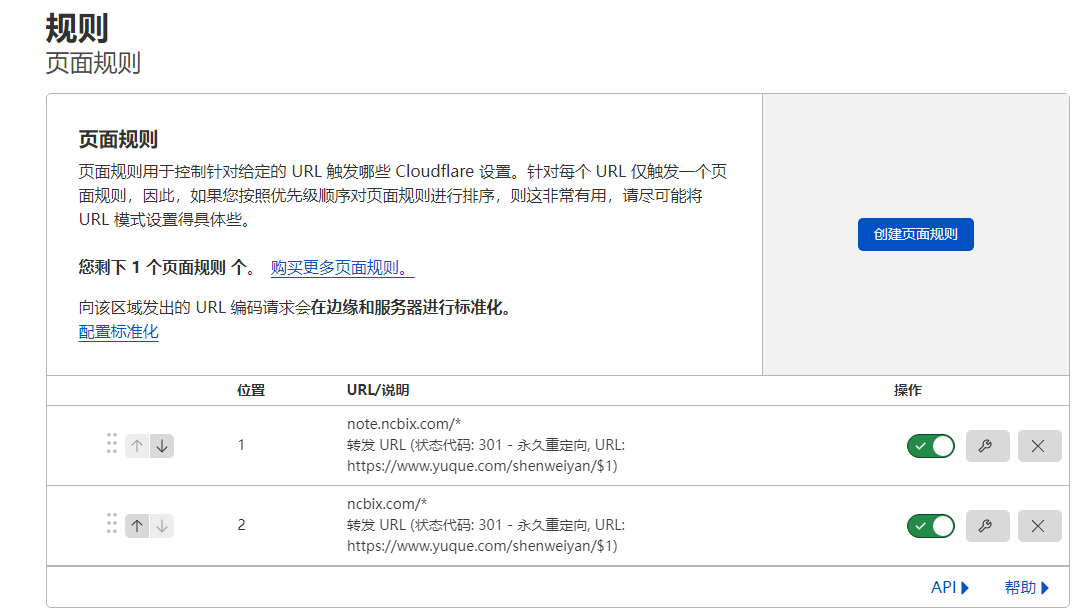 规则
页面规则
页面规则
页面规则用于控制针对给定的 URL 触发哪些 Cloudflare 设置。针对每个 URL 仅触发一个页
面规则，因此，如果您按照优先级顺序对页面规则进行排序，则这非常有用，请尽可能将
URL 模式设置得具体些。
您剩下 1 个页面规则 个。 购买更多页面规则。
向该区域发出的 URL 编码请求会在边缘和服务器进行标准化。
配置标准化
创建页面规则
位置 URL/说明 操作
1 note.ncbix.com/*
转发 URL (状态代码: 301 - 永久重定向, URL:
https://www.yuque.com/shenweiyan/$1)
2 ncbix.com/*
转发 URL (状态代码: 301 - 永久重定向, URL:
https://www.yuque.com/shenweiyan/$1)
API 帮助